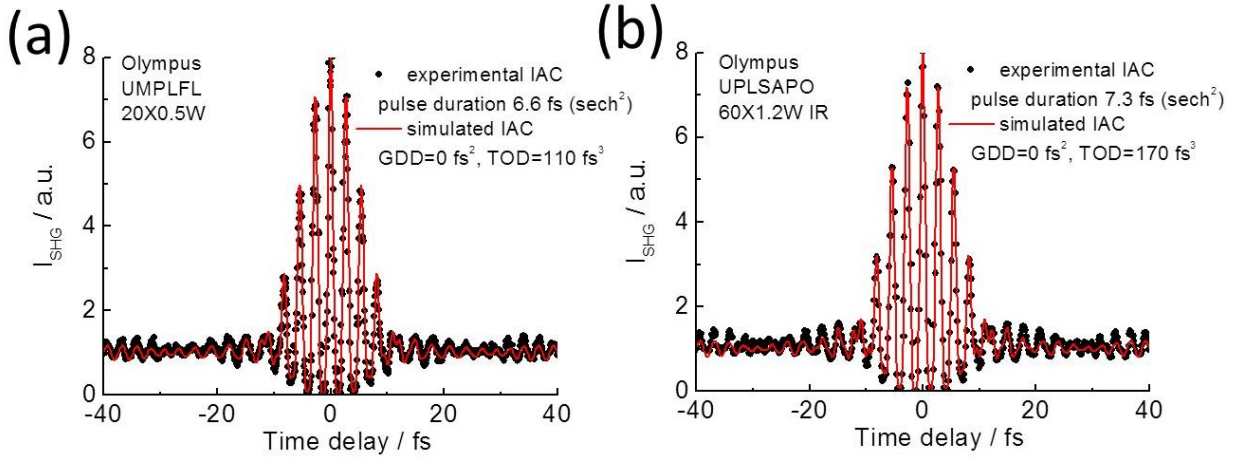 (a)
Olympus
UMPLFL
20X0.5W
experimental IAC
pulse duration 6.6 fs (sech²)
simulated IAC
GDD=0 fs², TOD=110 fs³
I_SHG / a.u.
8
6
4
2
0
-40
-20
0
20
40
Time delay / fs
(b)
Olympus
UPLSAPO
60X1.2W IR
experimental IAC
pulse duration 7.3 fs (sech²)
simulated IAC
GDD=0 fs², TOD=170 fs³
I_SHG / a.u.
8
6
4
2
0
-40
-20
0
20
40
Time delay / fs